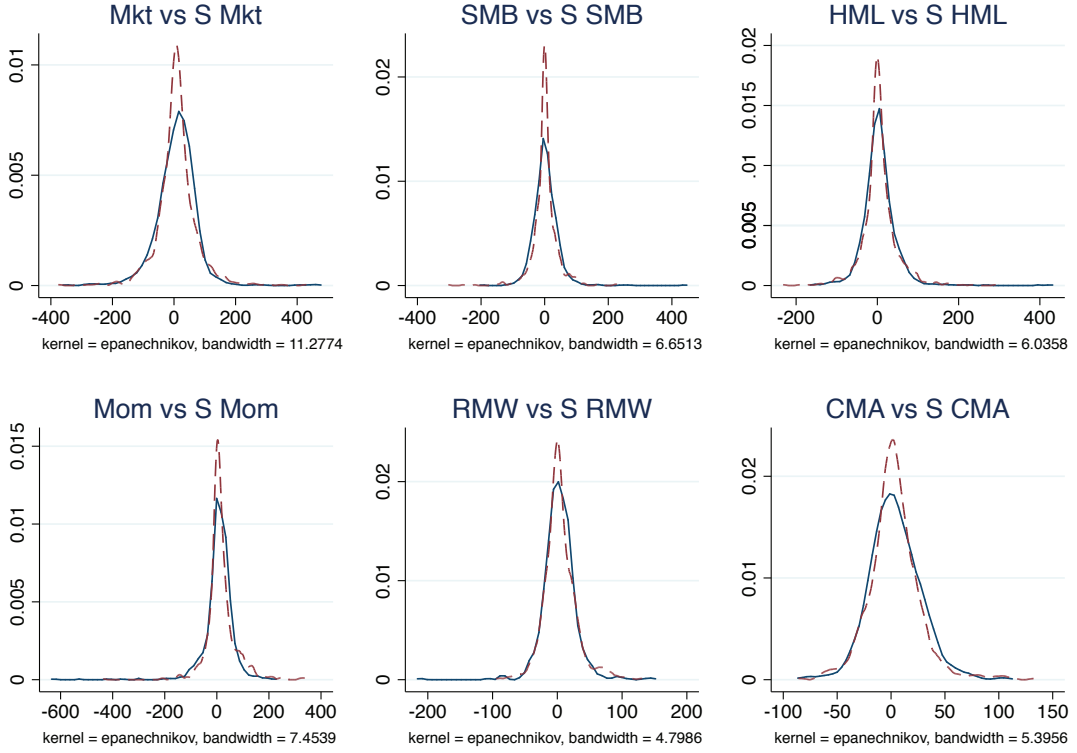 Mkt vs S Mkt
SMB vs S SMB
HML vs S HML
0.01
0.005
0
-400 -200 0 200 400
kernel = epanechnikov, bandwidth = 11.2774
0.02
0.01
0
-400 -200 0 200 400
kernel = epanechnikov, bandwidth = 6.6513
0.02
0.015
.01
0.005
0
-200 0 200 400
kernel = epanechnikov, bandwidth = 6.0358
Mom vs S Mom
RMW vs S RMW
CMA vs S CMA
0.015
0.01
0.005
0
-600 -400 -200 0 200 400
kernel = epanechnikov, bandwidth = 7.4539
0.02
0.01
0
-200 -100 0 100 200
kernel = epanechnikov, bandwidth = 4.7986
0.02
0.01
0
-100 -50 0 50 100 150
kernel = epanechnikov, bandwidth = 5.3956